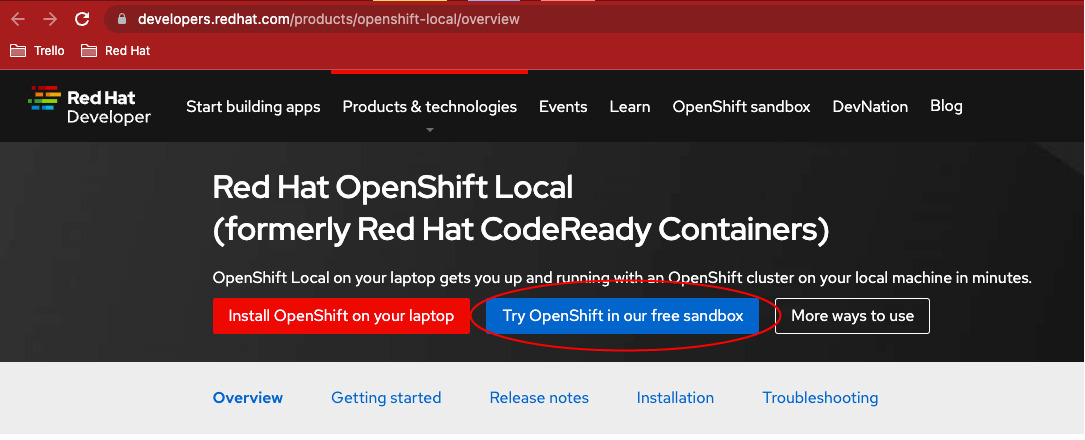 developers.redhat.com/products/openshift-local/overview
Trello Red Hat
Red Hat
Developer
Start building apps Products & technologies Events Learn OpenShift sandbox DevNation Blog
Red Hat OpenShift Local
(formerly Red Hat CodeReady Containers)
OpenShift Local on your laptop gets you up and running with an OpenShift cluster on your local machine in minutes.
Install OpenShift on your laptop Try OpenShift in our free sandbox More ways to use
Overview Getting started Release notes Installation Troubleshooting